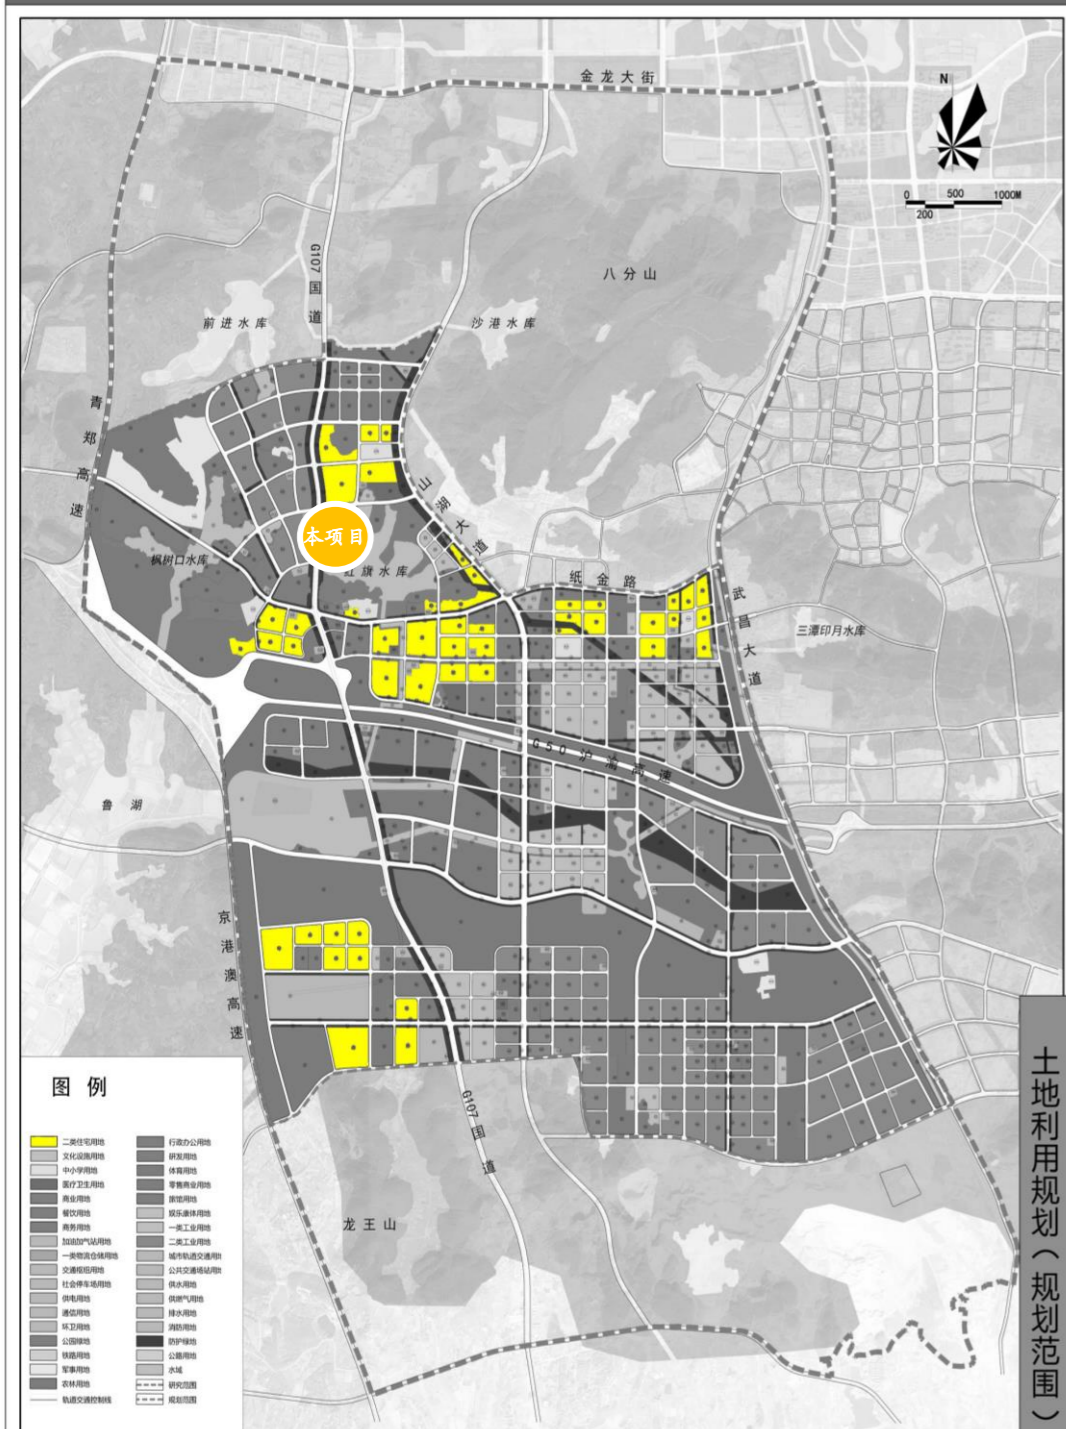 金龙大街
N
0 500 1000M
200
八分山
G107国道
前进水库
沙港水库
青郑高速
山湖大道
本项目
枫树口水库
红旗水库
纸金路
武昌大道
三潭印月水库
G50沪渝高速
鲁湖
京港澳高速
G107国道
龙王山
土地利用规划（规划范围）
图例
二类住宅用地
文化设施用地
中小学用地
医疗卫生用地
商业用地
餐饮用地
商务用地
加油加气站用地
一类物流仓储用地
交通枢纽用地
社会停车场用地
供电用地
通信用地
环卫用地
公园绿地
铁路用地
军事用地
农林用地
轨道交通控制线
行政办公用地
研发用地
体育用地
零售商业用地
旅馆用地
娱乐康体用地
一类工业用地
二类工业用地
城市轨道交通用地
公共交通场站用地
供水用地
供燃气用地
排水用地
消防用地
防护绿地
公路用地
水域
研究范围
规划范围